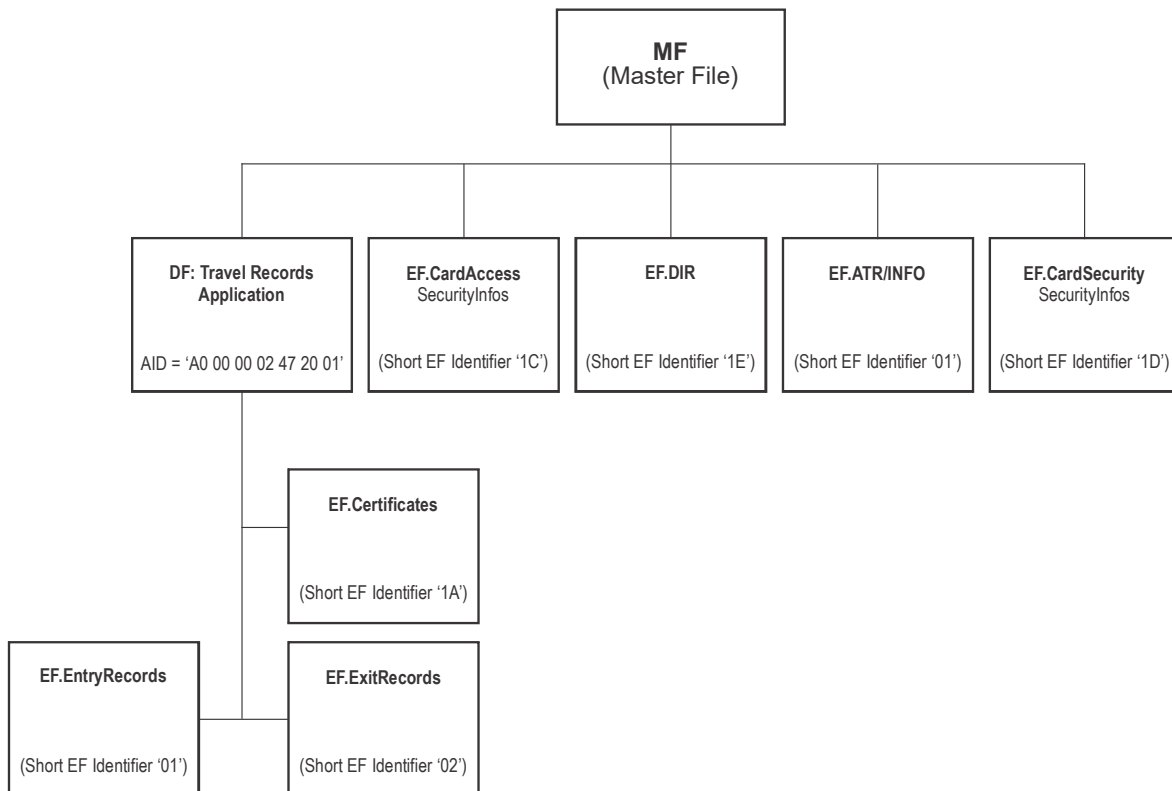 MF
(Master File)
DF: Travel Records
Application
AID = ‘A0 00 00 02 47 20 01’
EF.CardAccess
SecurityInfos
(Short EF Identifier ‘1C’)
EF.DIR
(Short EF Identifier ‘1E’)
EF.ATR/INFO
(Short EF Identifier ‘01’)
EF.CardSecurity
SecurityInfos
(Short EF Identifier ‘1D’)
EF.Certificates
(Short EF Identifier ‘1A’)
EF.EntryRecords
(Short EF Identifier ‘01’)
EF.ExitRecords
(Short EF Identifier ‘02’)